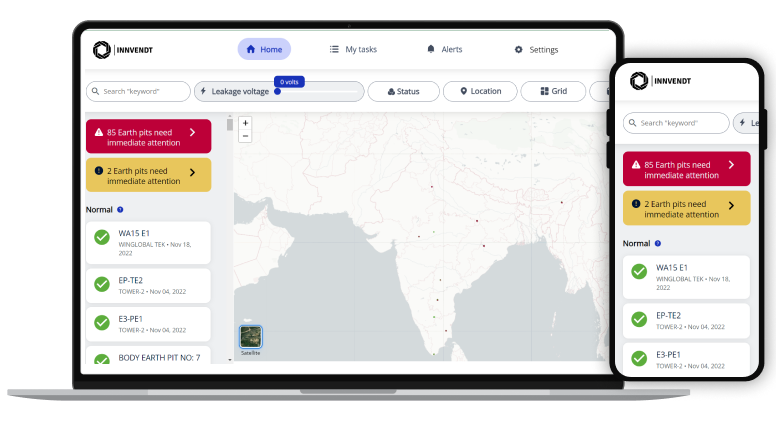 INNVENDT
Home
My tasks
Alerts
Settings
Search "keyword"
Leakage voltage
0 volts
Status
Location
Grid
85 Earth pits need
immediate attention
2 Earth pits need
immediate attention
Normal
WA15 E1
WINGLOBAL TEK • Nov 18,
2022
EP-TE2
TOWER-2 • Nov 04, 2022
E3-PE1
TOWER-2 • Nov 04, 2022
BODY EARTH PIT NO: 7
+
−
Satellite
INNVENDT
Search "keyword"
Le
85 Earth pits need
immediate attention
2 Earth pits need
immediate attention
Normal
WA15 E1
WINGLOBAL TEK • Nov 18,
2022
EP-TE2
TOWER-2 • Nov 04, 2022
E3-PE1
TOWER-2 • Nov 04, 2022